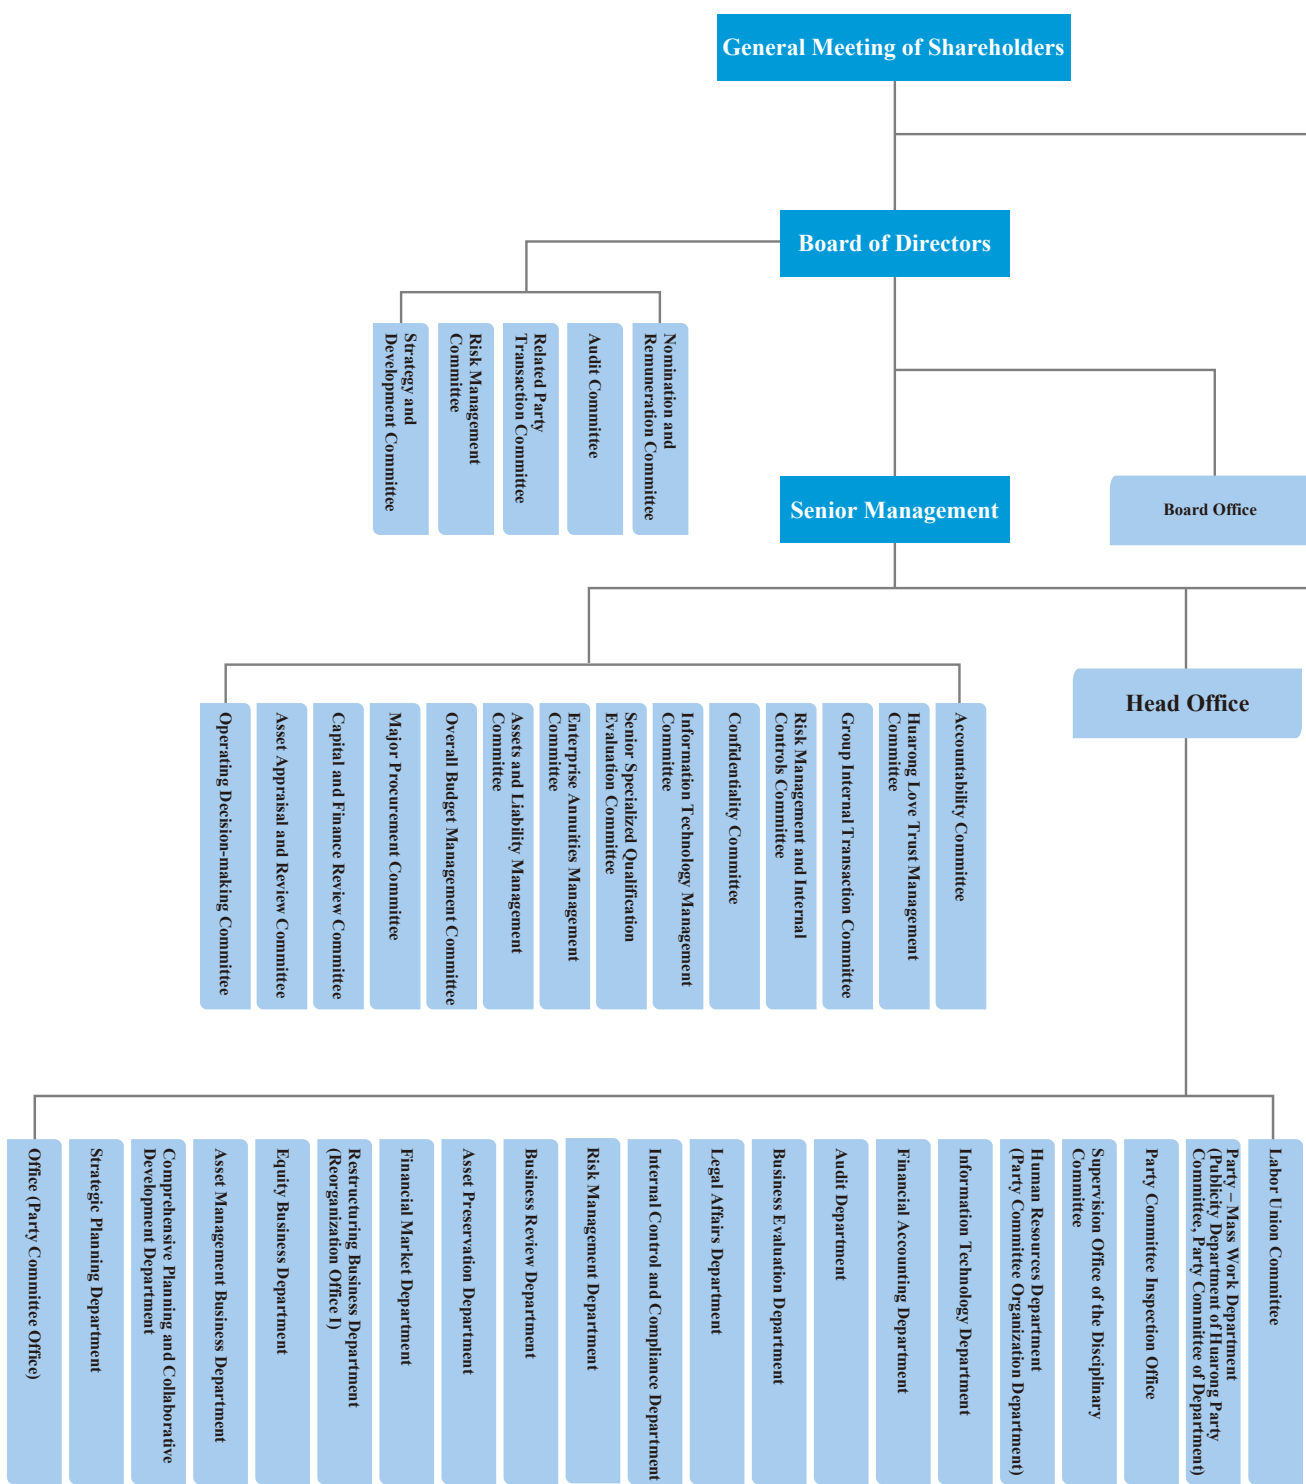 General Meeting of Shareholders
Board of Directors
Strategy and
Development Committee
Risk Management
Committee
Related Party
Transaction Committee
Audit Committee
Nomination and
Remuneration Committee
Senior Management
Board Office
Head Office
Operating Decision-making Committee
Asset Appraisal and Review Committee
Capital and Finance Review Committee
Major Procurement Committee
Overall Budget Management Committee
Assets and Liability Management
Committee
Enterprise Annuities Management
Committee
Senior Specialized Qualification
Evaluation Committee
Information Technology Management
Committee
Confidentiality Committee
Risk Management and Internal
Controls Committee
Group Internal Transaction Committee
Huarong Love Trust Management
Committee
Accountability Committee
Office (Party Committee Office)
Strategic Planning Department
Comprehensive Planning and Collaborative
Development Department
Asset Management Business Department
Equity Business Department
Restructuring Business Department
(Reorganization Office I)
Financial Market Department
Asset Preservation Department
Business Review Department
Risk Management Department
Internal Control and Compliance Department
Legal Affairs Department
Business Evaluation Department
Audit Department
Financial Accounting Department
Information Technology Department
Human Resources Department
(Party Committee Organization Department)
Supervision Office of the Disciplinary
Committee
Party Committee Inspection Office
Party – Mass Work Department
(Publicity Department of Huarong Party
Committee, Party Committee of Department)
Labor Union Committee